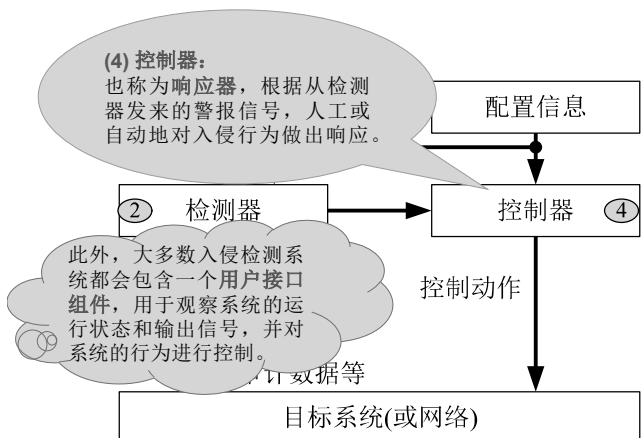 (4) 控制器：
也称为响应器，根据从检测
器发来的警报信号，人工或
自动地对入侵行为做出响应。
配置信息
2
检测器
控制器
4
此外，大多数入侵检测系
统都会包含一个用户接口
组件，用于观察系统的运
行状态和输出信号，并对
系统的行为进行控制。
控制动作
计数据等
目标系统(或网络)